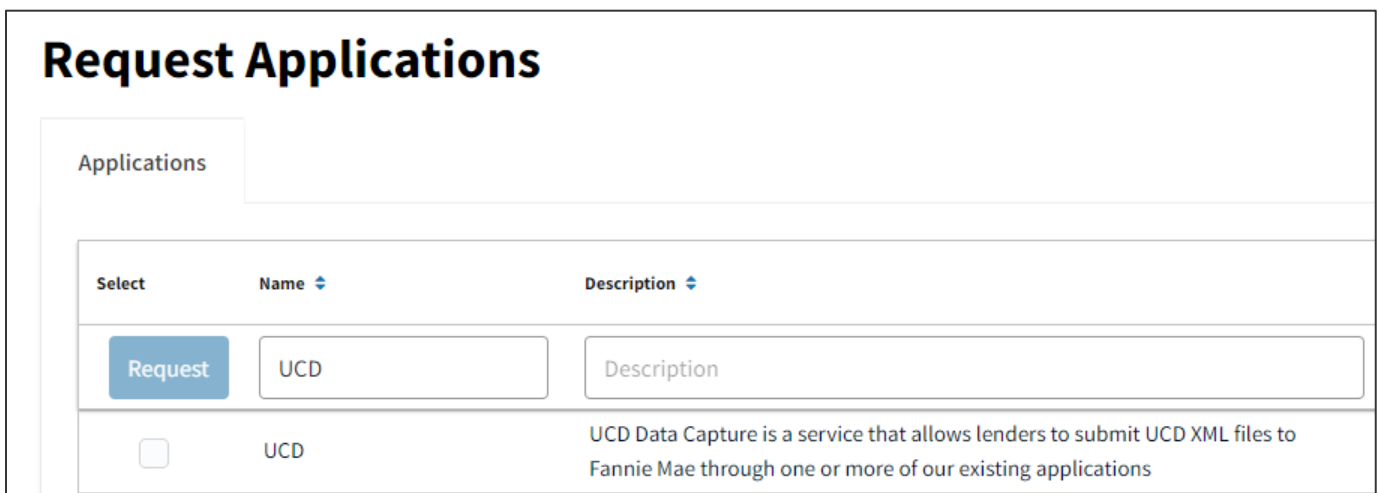 Request Applications
Applications
Select Name Description
Request UCD Description
UCD UCD Data Capture is a service that allows lenders to submit UCD XML files to
Fannie Mae through one or more of our existing applications